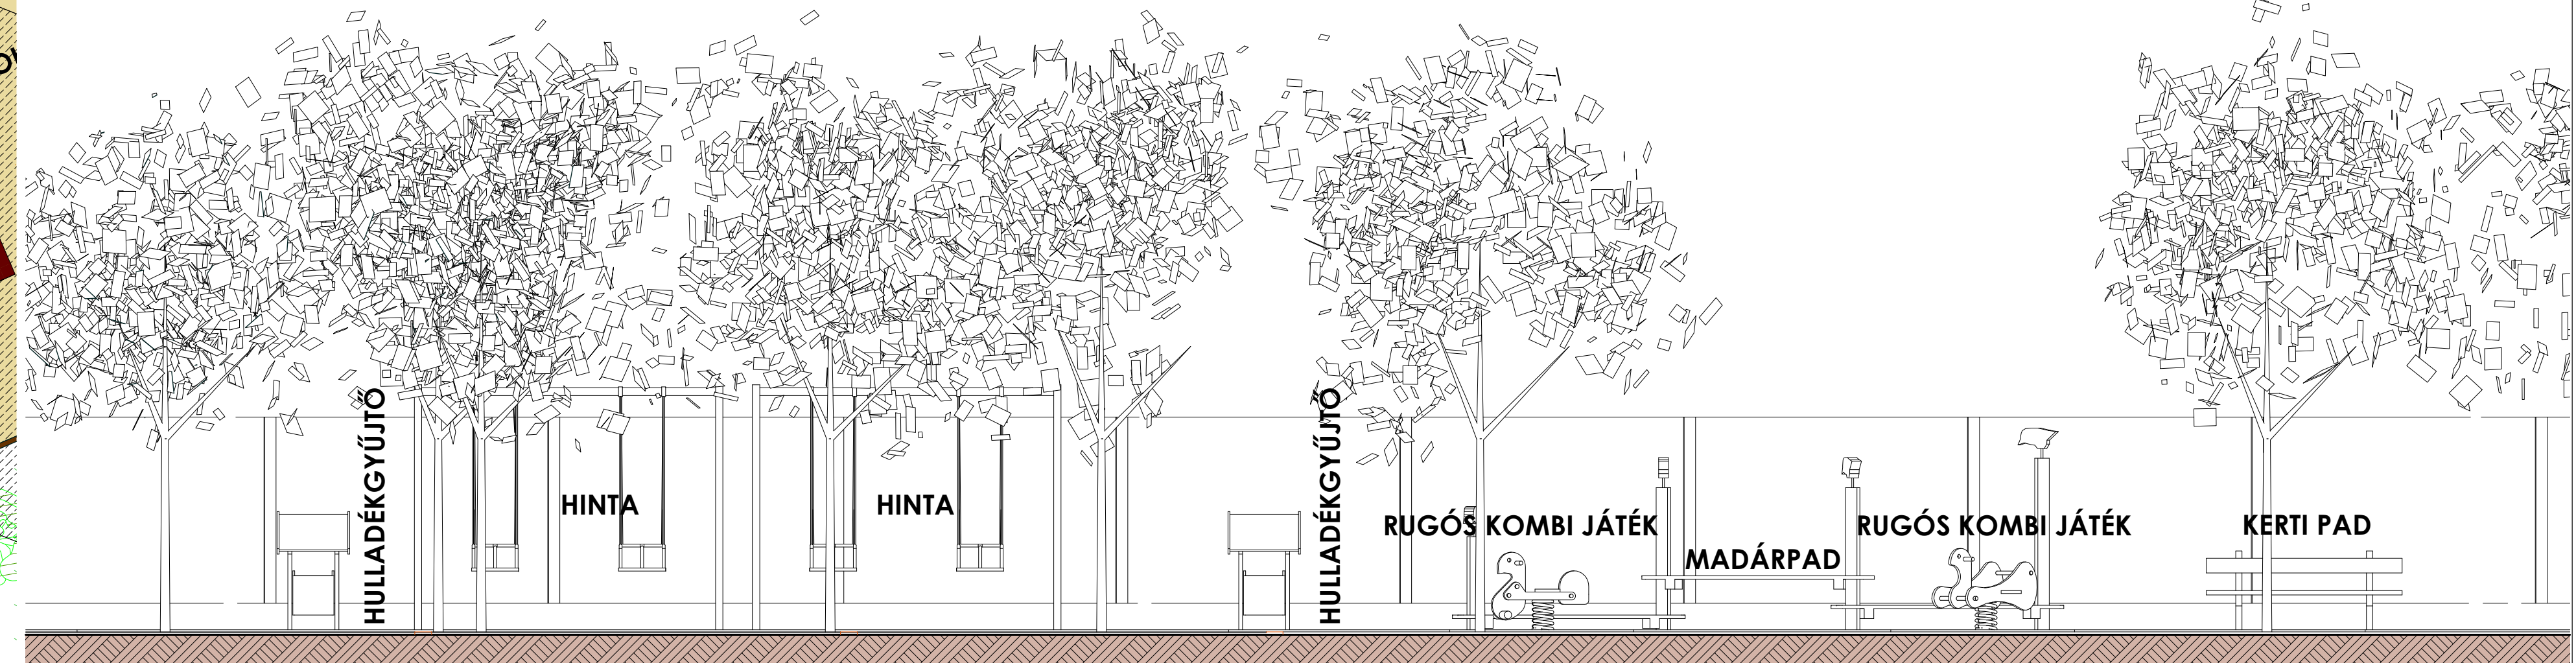 HULLADÉKGYŰJTŐ
HINTA
HINTA
HULLADÉKGYŰJTŐ
RUGÓS KOMBI JÁTÉK
MADÁRPAD
RUGÓS KOMBI JÁTÉK
KERTI PAD